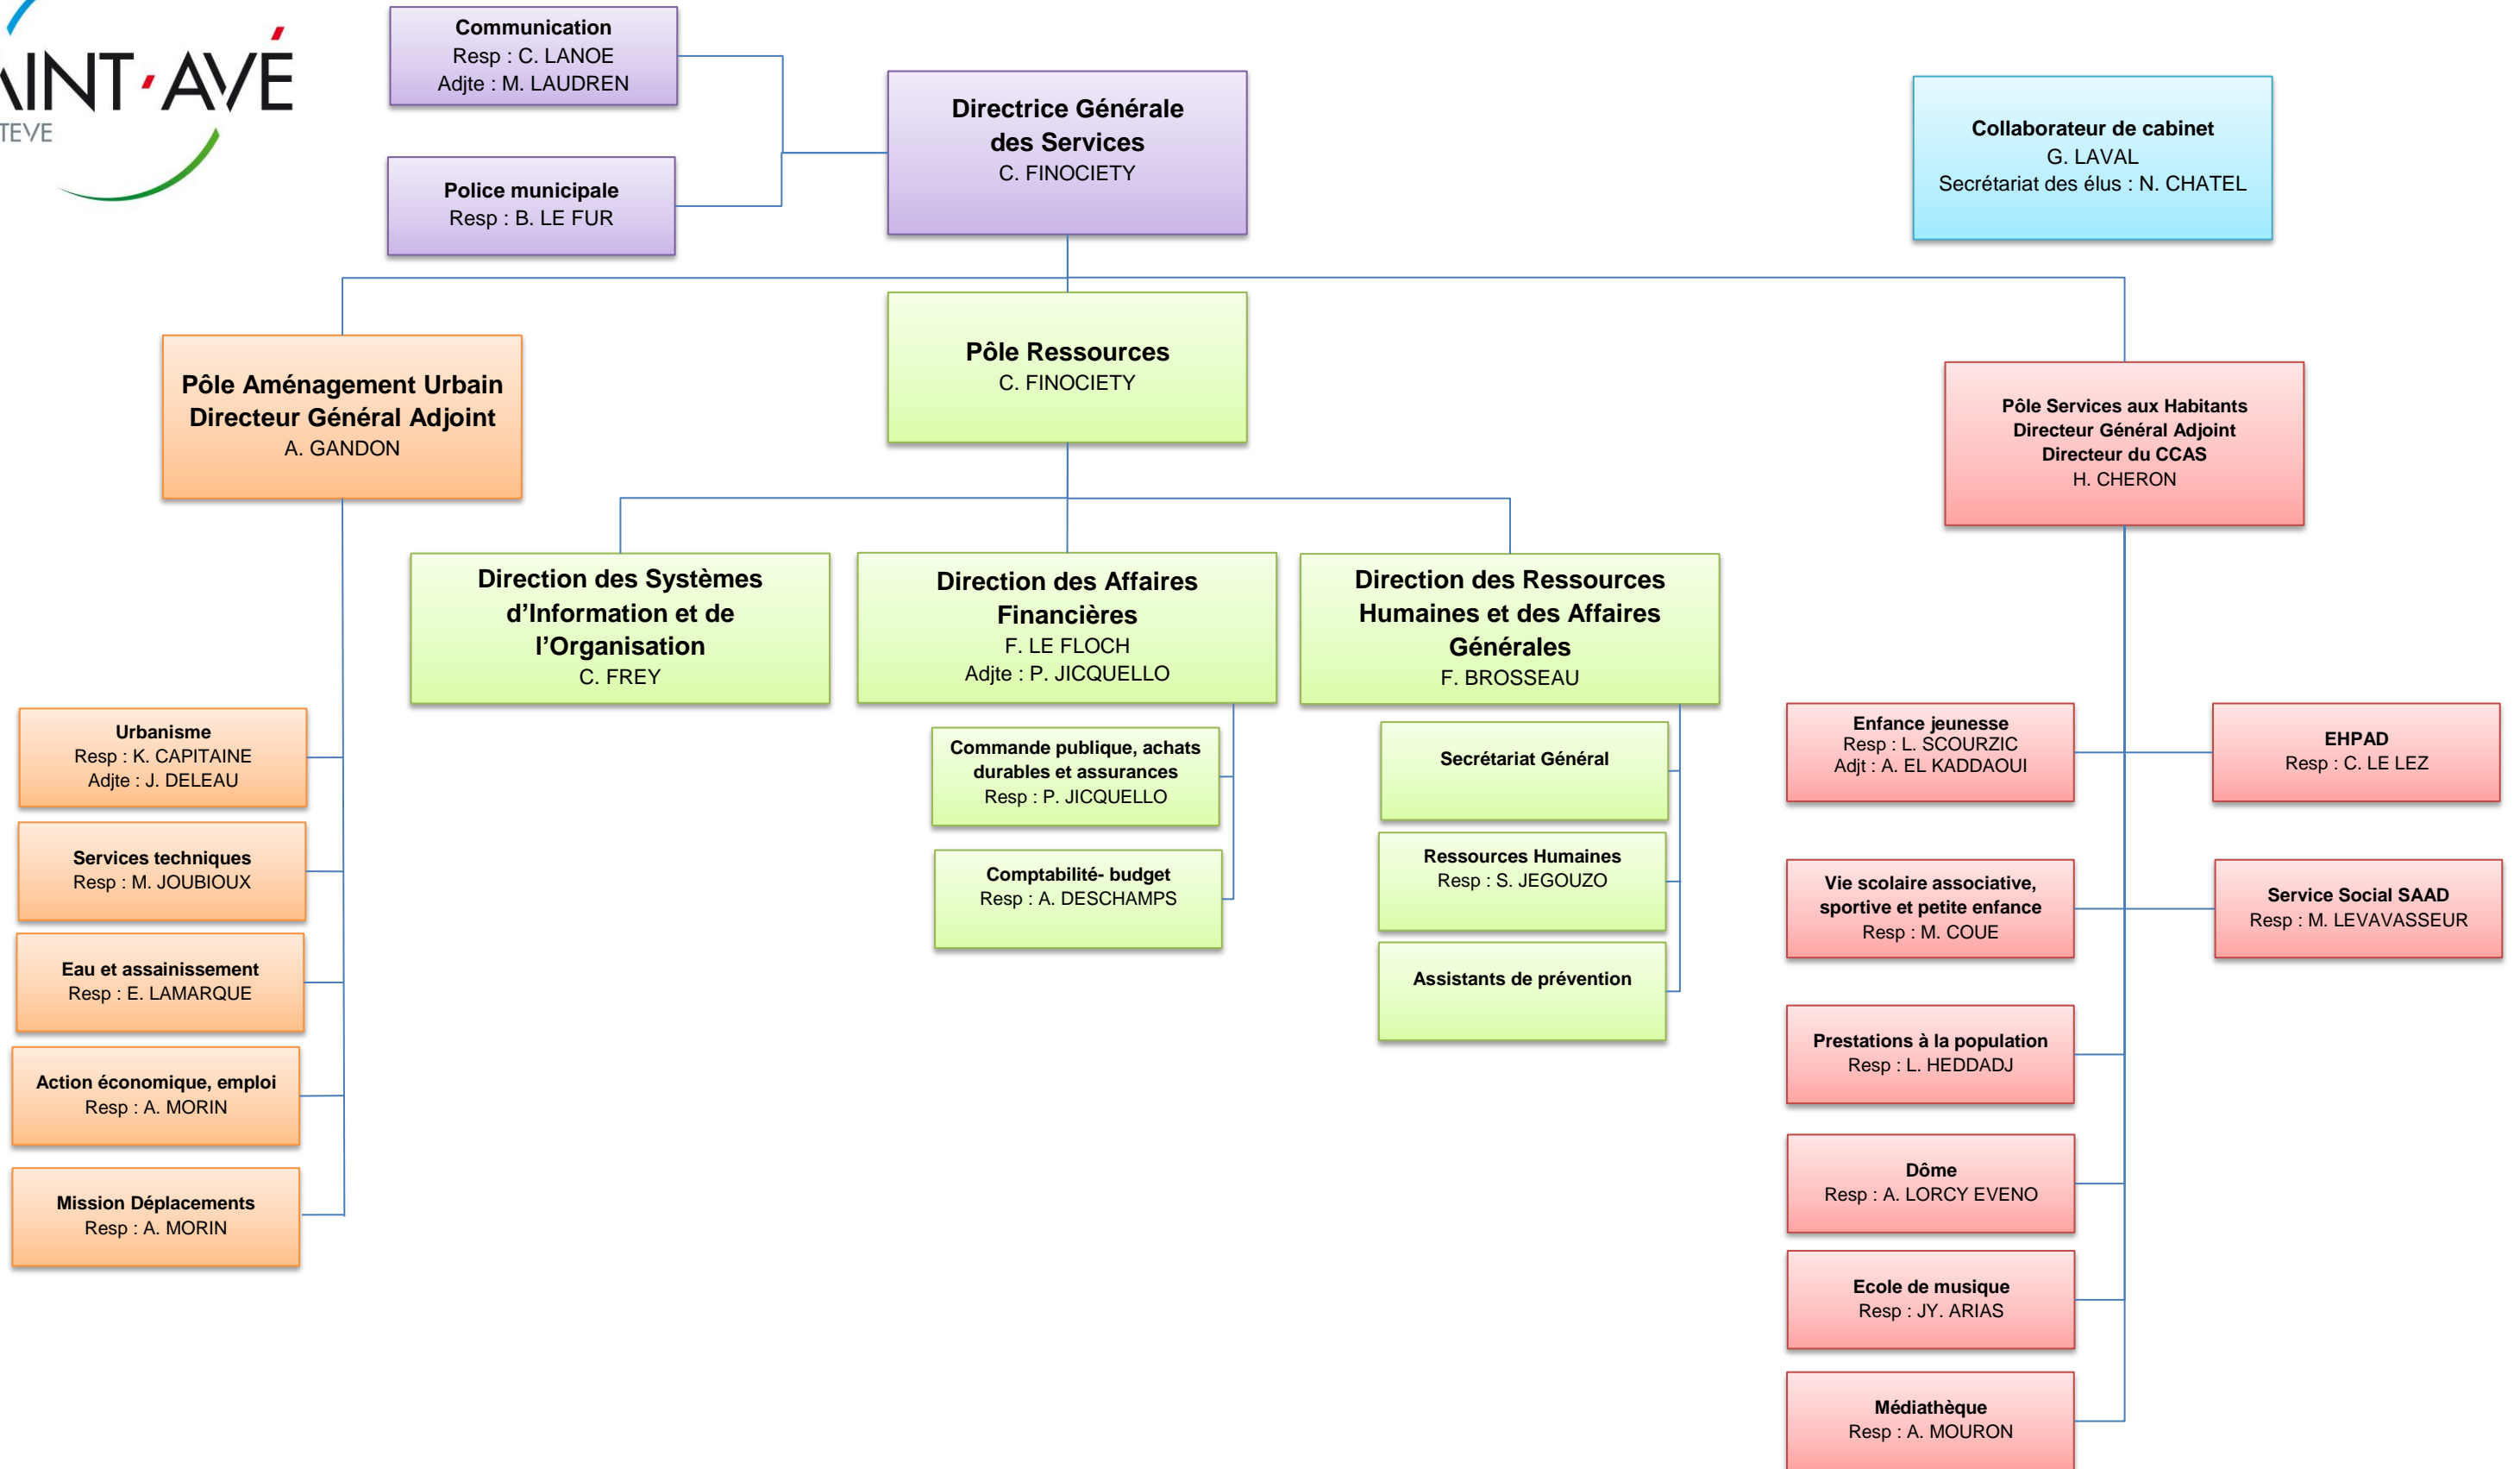 AINT-AVÉ
TEVE
Communication
Resp : C. LANOE
Adjte : M. LAUDREN
Police municipale
Resp : B. LE FUR
Directrice Générale
des Services
C. FINOCIETY
Collaborateur de cabinet
G. LAVAL
Secrétariat des élus : N. CHATEL
Pôle Aménagement Urbain
Directeur Général Adjoint
A. GANDON
Pôle Ressources
C. FINOCIETY
Pôle Services aux Habitants
Directeur Général Adjoint
Directeur du CCAS
H. CHERON
Direction des Systèmes
d’Information et de
l’Organisation
C. FREY
Direction des Affaires
Financières
F. LE FLOCH
Adjte : P. JICQUELLO
Direction des Ressources
Humaines et des Affaires
Générales
F. BROSSEAU
Urbanisme
Resp : K. CAPITAINE
Adjte : J. DELEAU
Services techniques
Resp : M. JOUBIOUX
Eau et assainissement
Resp : E. LAMARQUE
Action économique, emploi
Resp : A. MORIN
Mission Déplacements
Resp : A. MORIN
Commande publique, achats
durables et assurances
Resp : P. JICQUELLO
Comptabilité- budget
Resp : A. DESCHAMPS
Secrétariat Général
Ressources Humaines
Resp : S. JEGOUZO
Assistants de prévention
Enfance jeunesse
Resp : L. SCOURZIC
Adjt : A. EL KADDAOUI
EHPAD
Resp : C. LE LEZ
Vie scolaire associative,
sportive et petite enfance
Resp : M. COUE
Service Social SAAD
Resp : M. LEVAVASSEUR
Prestations à la population
Resp : L. HEDDADJ
Dôme
Resp : A. LORCY EVENO
Ecole de musique
Resp : JY. ARIAS
Médiathèque
Resp : A. MOURON